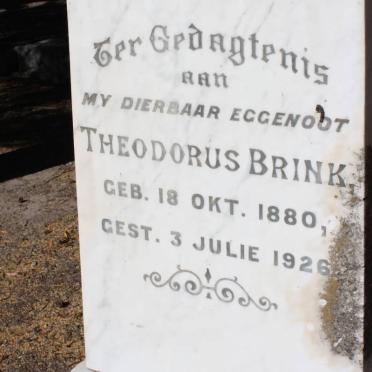 Ter Gedagtenis
aan
MY DIERBAAR EGGENOOT
THEODORUS BRINK,
GEB. 18 OKT. 1880,
GEST. 3 JULIE 1926